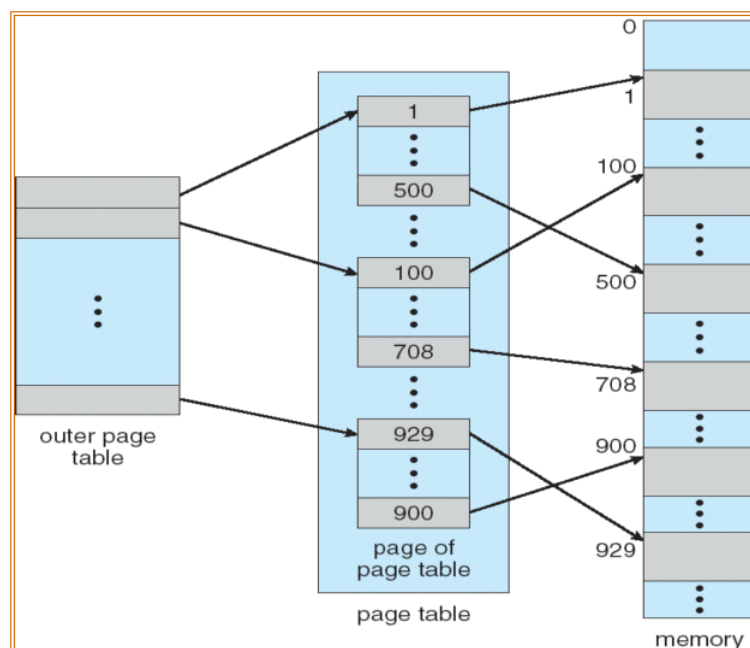 outer page
table
1
500
100
708
929
900
page of
page table
page table
0
1
100
500
708
900
929
memory